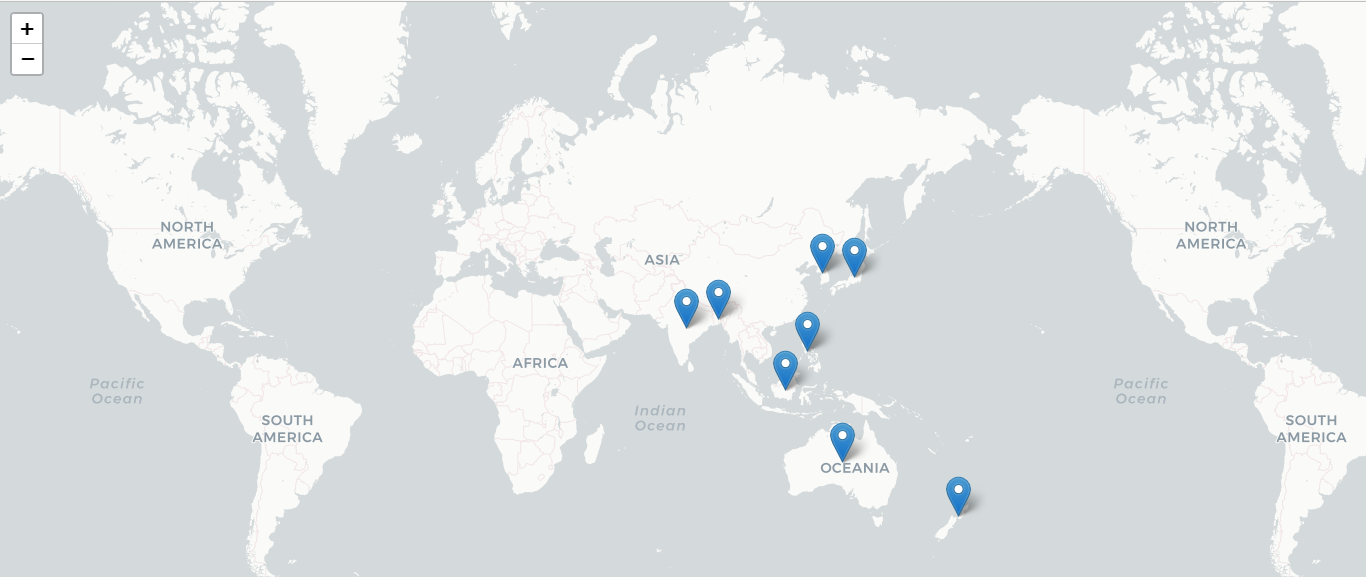 +
−
NORTH
AMERICA
ASIA
NORTH
AMERICA
AFRICA
Pacific
Ocean
Indian
Ocean
Pacific
Ocean
SOUTH
AMERICA
OCEANIA
SOUTH
AMERICA